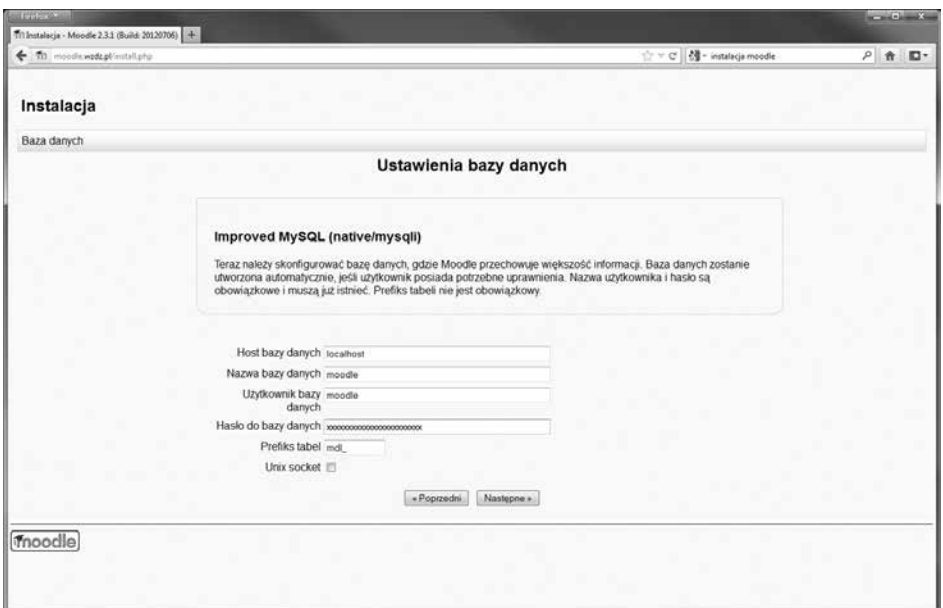 Firefox
Instalacja - Moodle 2.3.1 (Build: 20120706)
moodle.wzdz.pl/install.php
instalacja moodle
Instalacja
Baza danych
Ustawienia bazy danych
Improved MySQL (native/mysqli)
Teraz należy skonfigurować bazę danych, gdzie Moodle przechowuje większość informacji. Baza danych zostanie
utworzona automatycznie, jeśli użytkownik posiada potrzebne uprawnienia. Nazwa użytkownika i hasło są
obowiązkowe i muszą już istnieć. Prefiks tabeli nie jest obowiązkowy.
Host bazy danych localhost
Nazwa bazy danych moodle
Użytkownik bazy moodle
danych
Hasło do bazy danych
Prefiks tabel mdl_
Unix socket
« Poprzedni Następne »
moodle